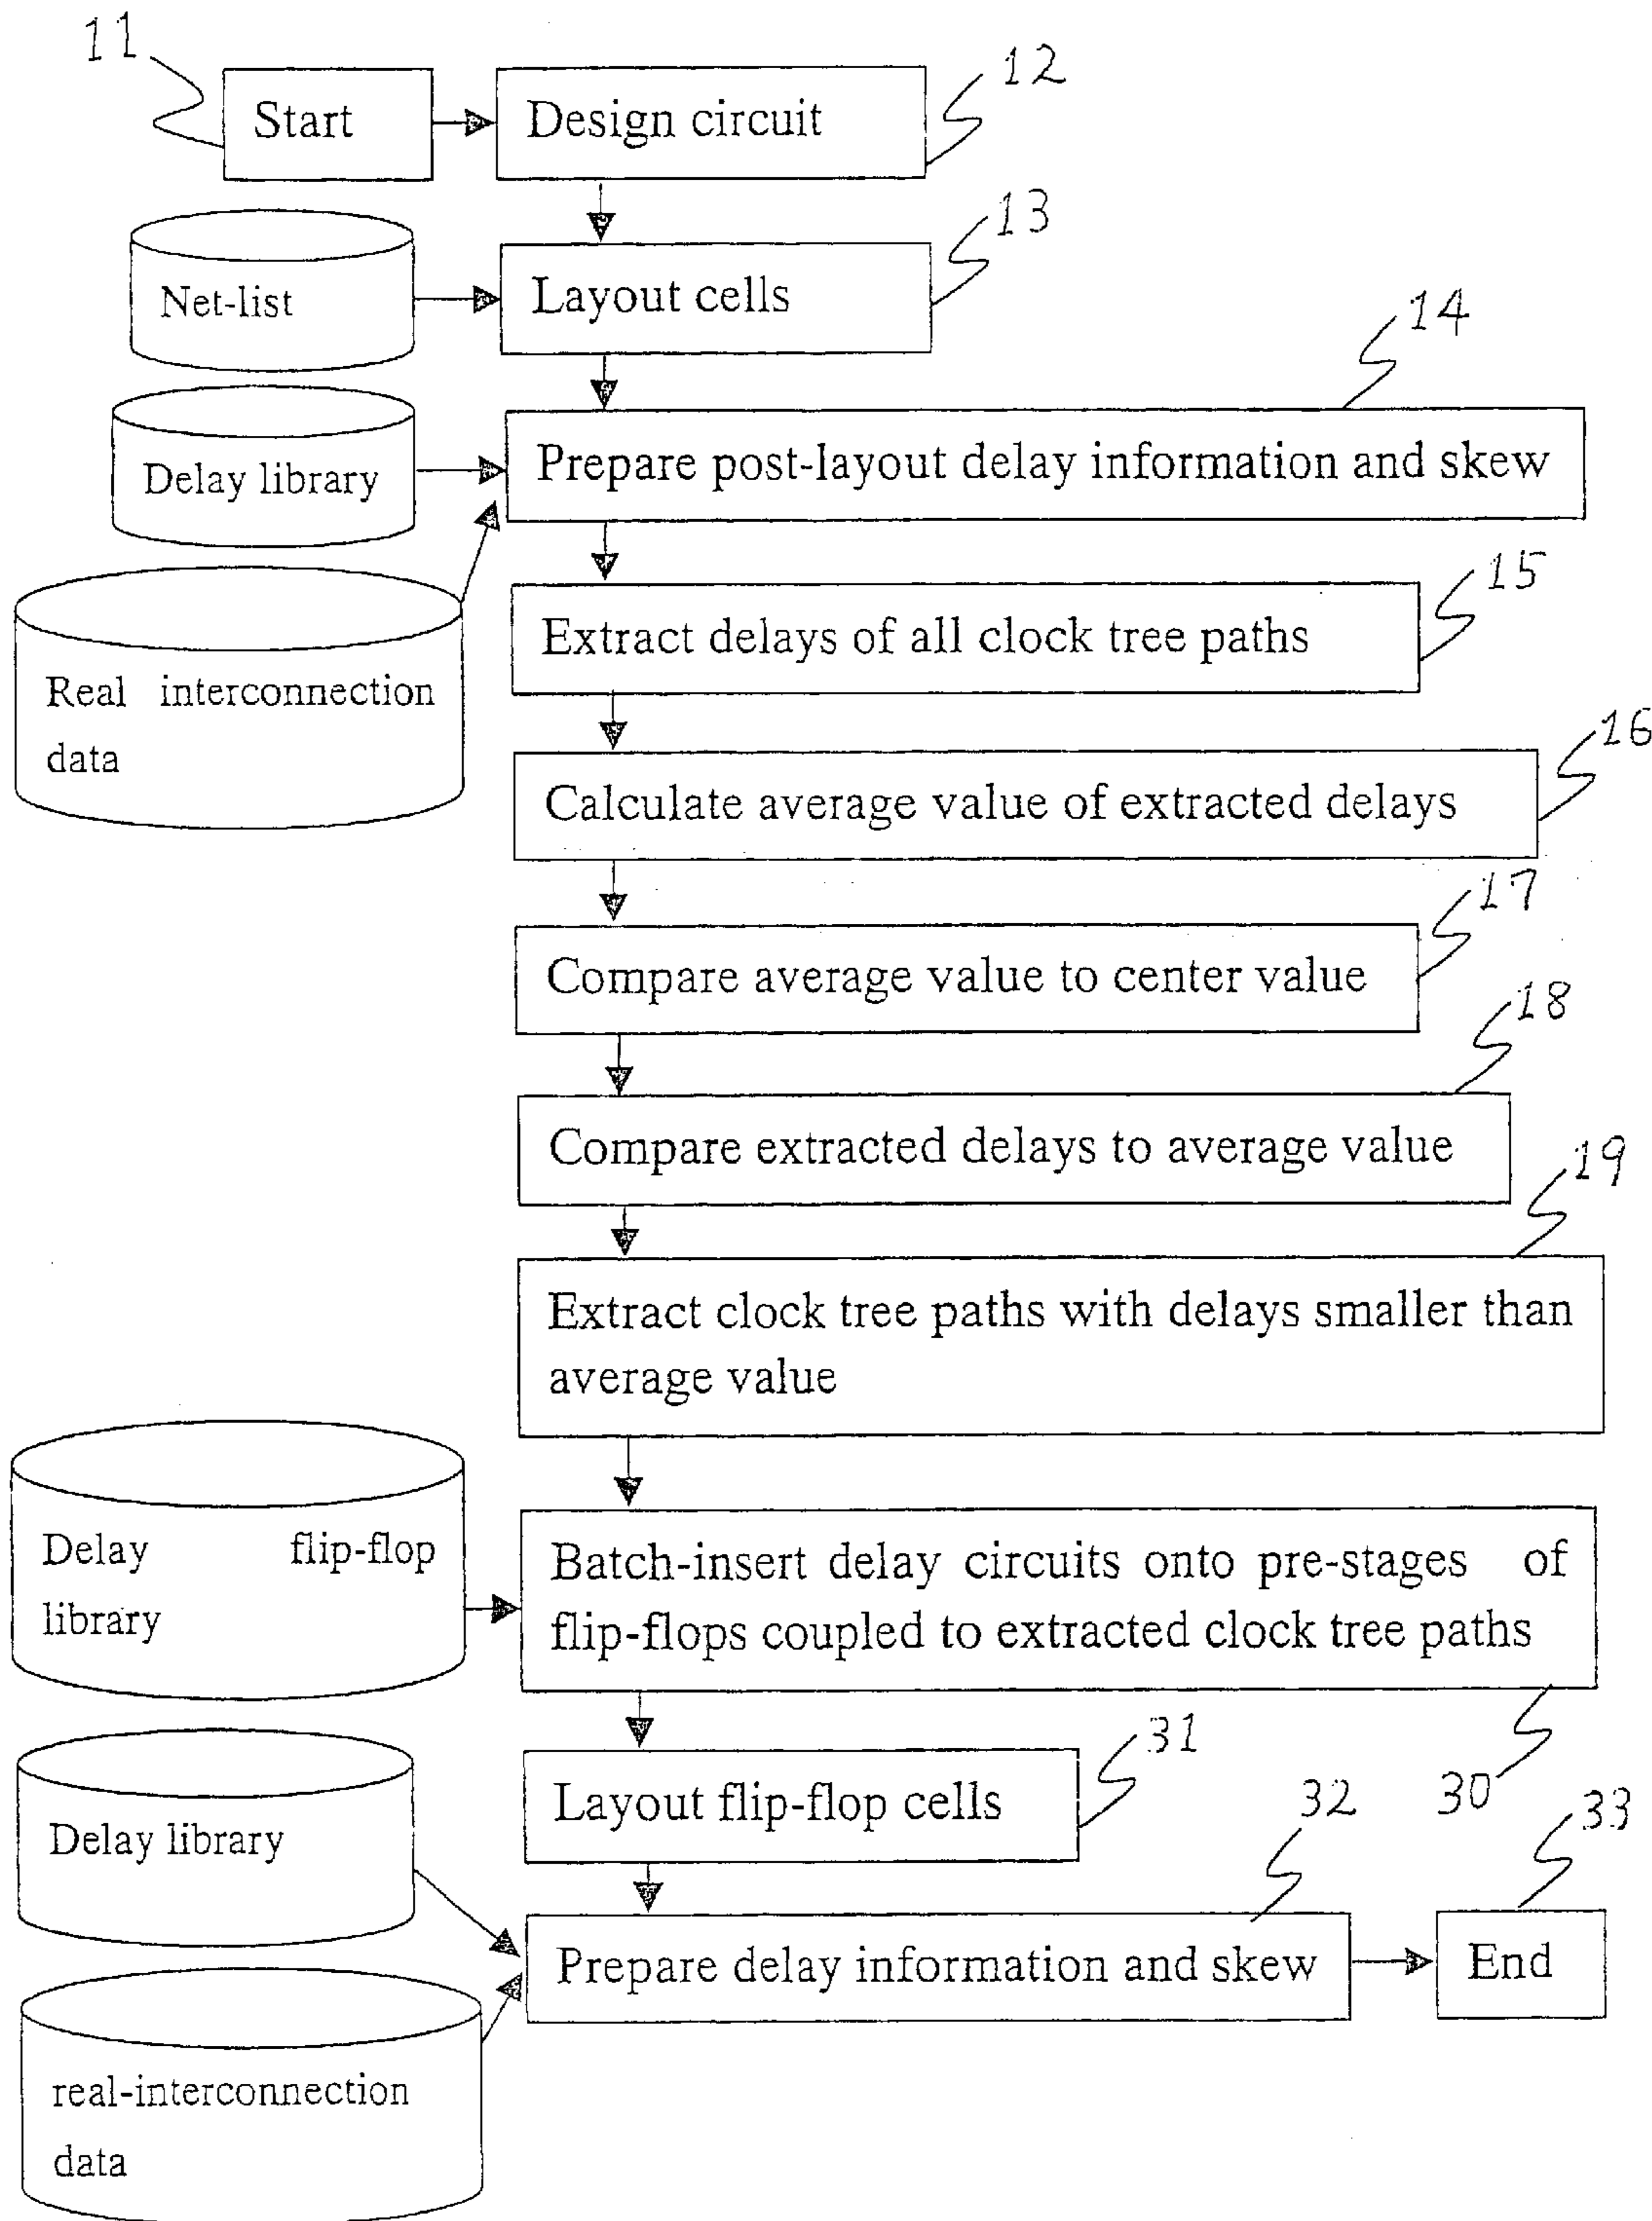 11
Start
Design circuit
12
Net-list
Layout cells
13
14
Delay library
Prepare post-layout delay information and skew
15
Extract delays of all clock tree paths
Real interconnection
data
16
Calculate average value of extracted delays
17
Compare average value to center value
18
Compare extracted delays to average value
19
Extract clock tree paths with delays smaller than
average value
Delay flip-flop
library
Batch-insert delay circuits onto pre-stages of
flip-flops coupled to extracted clock tree paths
30
31
Layout flip-flop cells
Delay library
32
33
Prepare delay information and skew
End
real-interconnection
data